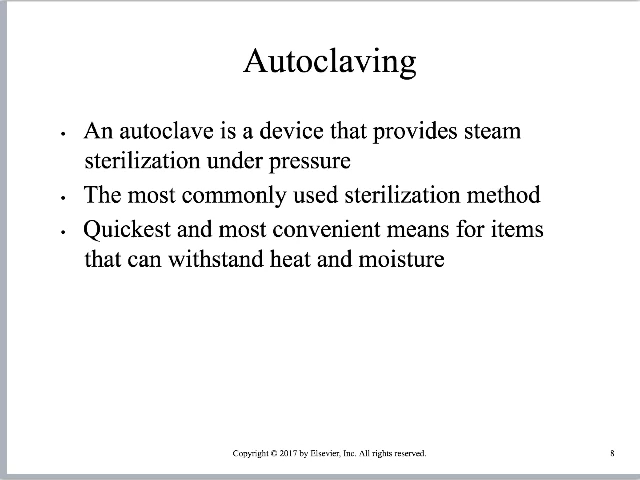 Autoclaving
• An autoclave is a device that provides steam
sterilization under pressure
• The most commonly used sterilization method
• Quickest and most convenient means for items
that can withstand heat and moisture
Copyright © 2017 by Elsevier, Inc. All rights reserved.
8